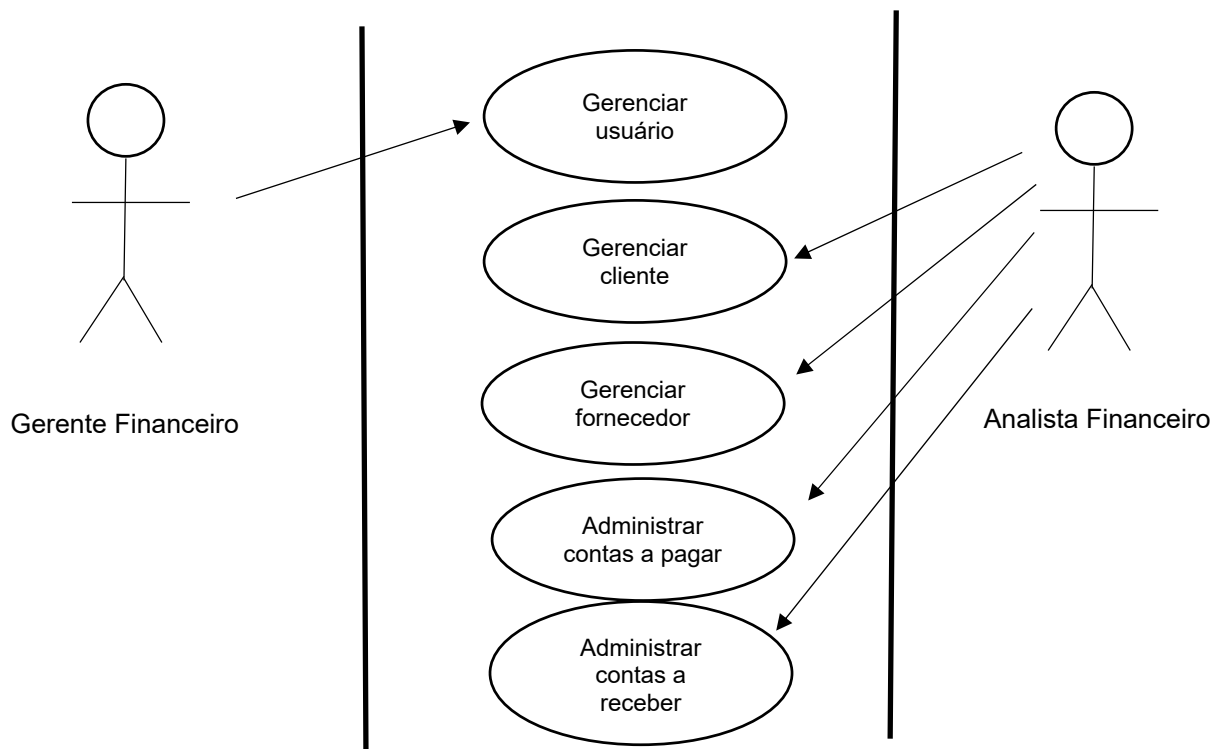 Gerenciar
usuário
Gerenciar
cliente
Gerenciar
fornecedor
Gerente Financeiro
Analista Financeiro
Administrar
contas a pagar
Administrar
contas a
receber